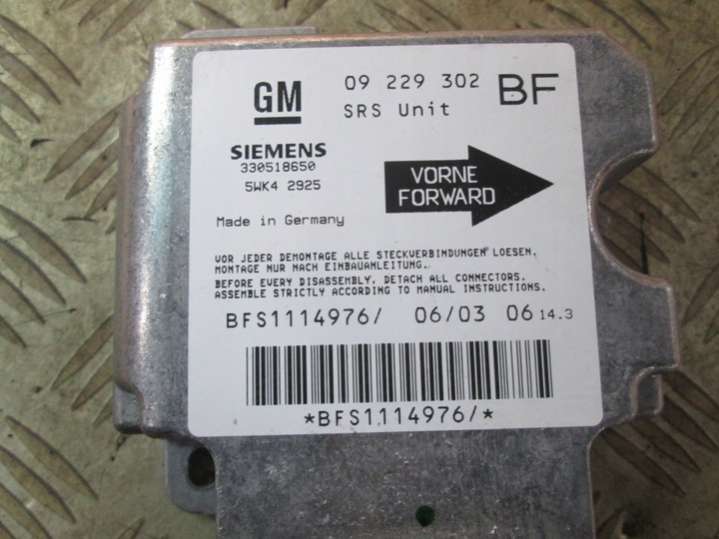 GM
09 229 302 BF
SRS Unit
SIEMENS
330518650
5WK4 2925
VORNE
FORWARD
Made in Germany
VOR JEDER DEMONTAGE ALLE STECKVERBINDUNGEN LOESEN.
MONTAGE NUR NACH EINBAUANLEITUNG.
BEFORE EVERY DISASSEMBLY, DETACH ALL CONNECTORS.
ASSEMBLE STRICTLY ACCORDING TO MANUAL INSTRUCTIONS.
BFS1114976/ 06/03 06 14.3
*BFS1114976/*